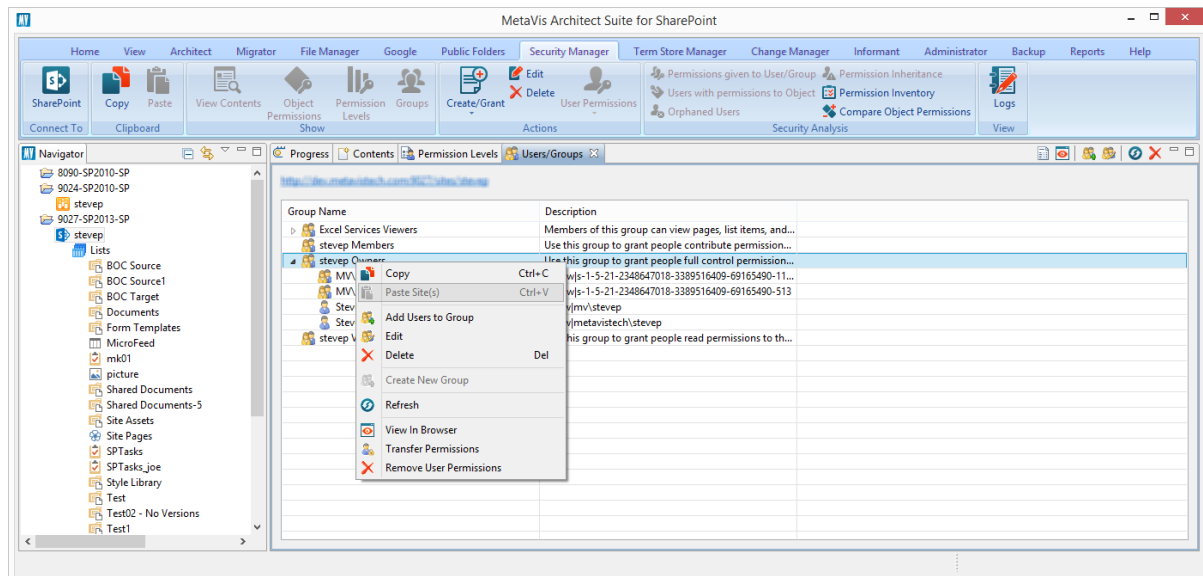 MetaVis Architect Suite for SharePoint
Home View Architect Migrator File Manager Google Public Folders Security Manager Term Store Manager Change Manager Informant Administrator Backup Reports Help
SharePoint Copy Paste View Contents Object Permissions Permission Levels Groups Create/Grant Edit Delete User Permissions Permissions given to User/Group Permission Inheritance Users with permissions to Object Permission Inventory Orphaned Users Compare Object Permissions Logs
Connect To Clipboard Show Actions Security Analysis View
Navigator
8090-SP2010-SP
9024-SP2010-SP
stevep
9027-SP2013-SP
stevep
Lists
BOC Source
BOC Source1
BOC Target
Documents
Form Templates
MicroFeed
mk01
picture
Shared Documents
Shared Documents-5
Site Assets
Site Pages
SPTasks
SPTasks_joe
Style Library
Test
Test02 - No Versions
Test1
Progress Contents Permission Levels Users/Groups
Group Name Description
Excel Services Viewers Members of this group can view pages, list items, and...
stevep Members Use this group to grant people contribute permission...
stevep Owners Use this group to grant people full control permission...
MV\ w|s-1-5-21-2348647018-3389516409-69165490-11...
MV\ w|s-1-5-21-2348647018-3389516409-69165490-513
Stev |mv\stevep
Stev |metavistech\stevep
stevep V his group to grant people read permissions to th...
Copy Ctrl+C
Paste Site(s) Ctrl+V
Add Users to Group
Edit
Delete Del
Create New Group
Refresh
View In Browser
Transfer Permissions
Remove User Permissions